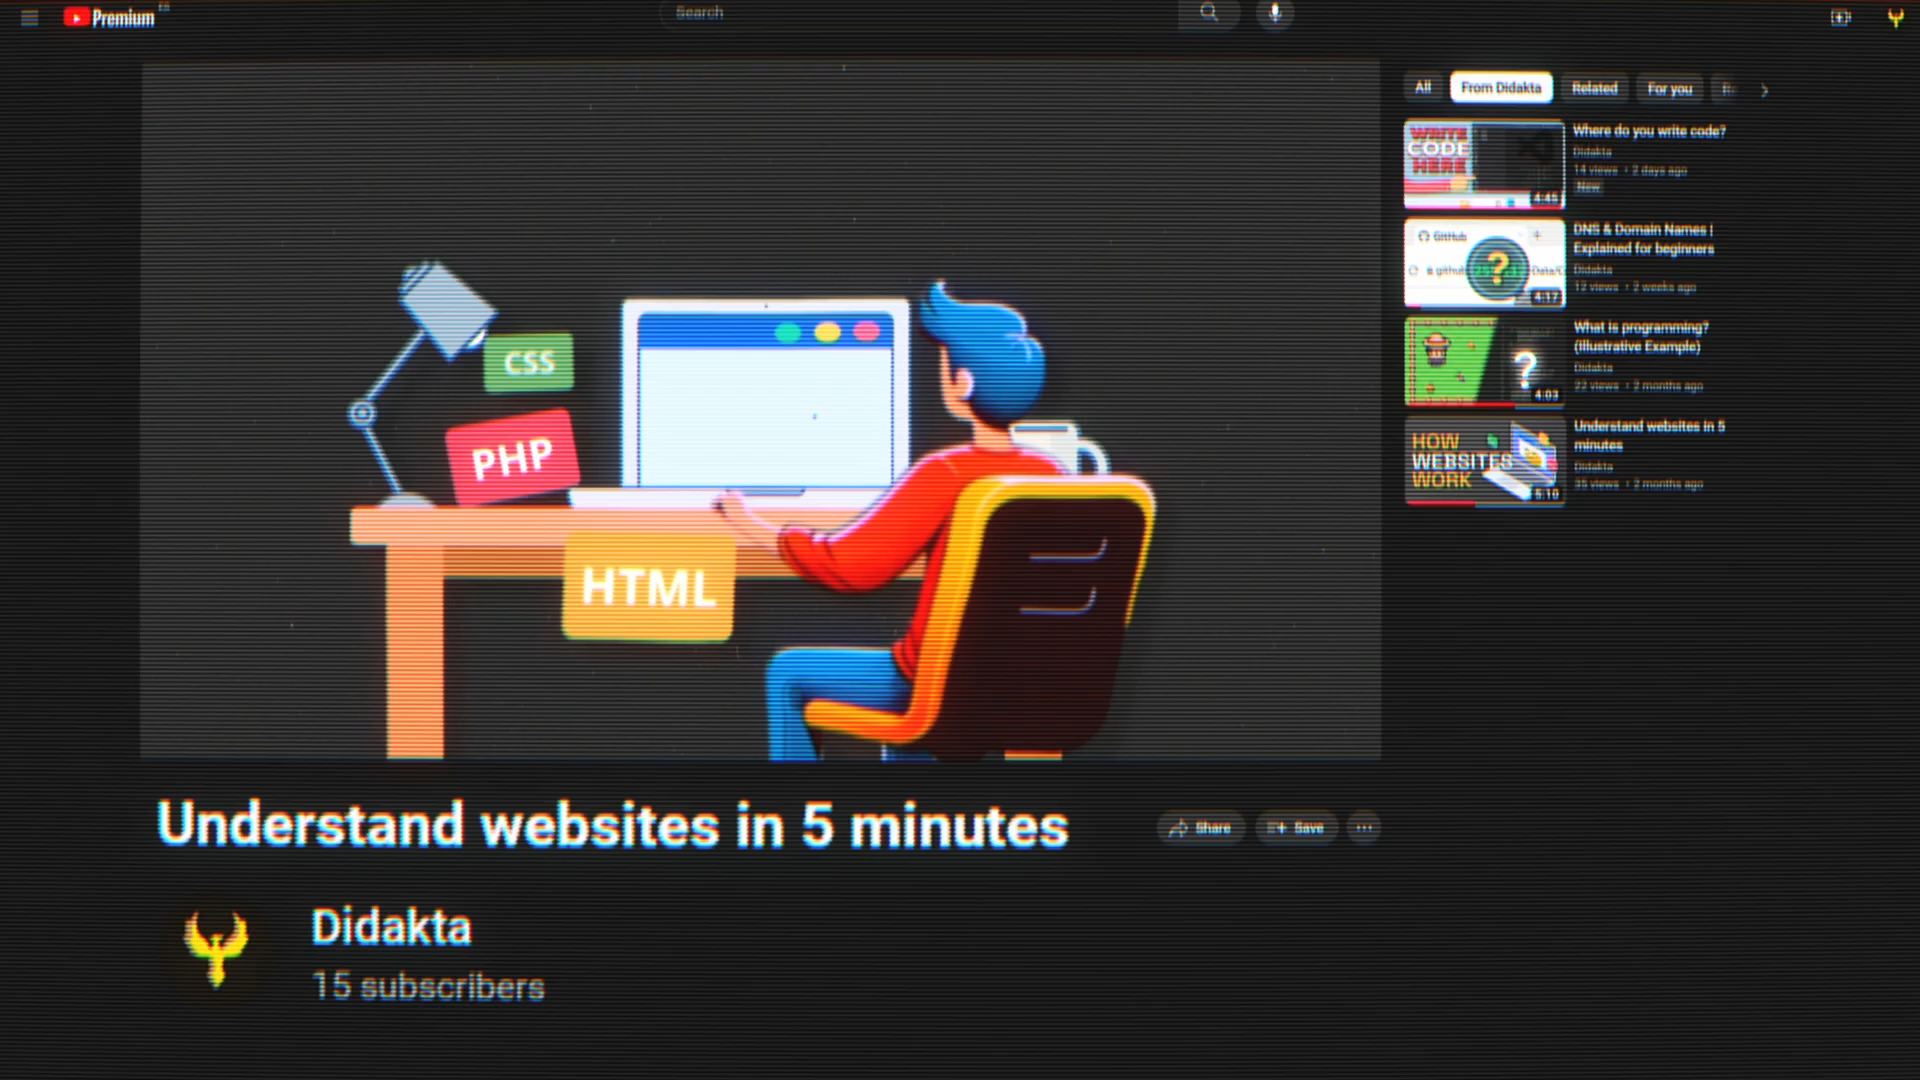 Premium ES
Search
All
From Didakta
Related
For you
WRITE
CODE
HERE
4:45
Where do you write code?
Didakta
14 views • 2 days ago
New
GitHub
github
?
Data/C
4:17
DNS & Domain Names |
Explained for beginners
Didakta
12 views • 2 weeks ago
?
4:03
What is programming?
(Illustrative Example)
Didakta
22 views • 2 months ago
HOW
WEBSITES
WORK
5:10
Understand websites in 5
minutes
Didakta
35 views • 2 months ago
CSS
PHP
HTML
Understand websites in 5 minutes
Share
Save
Didakta
15 subscribers